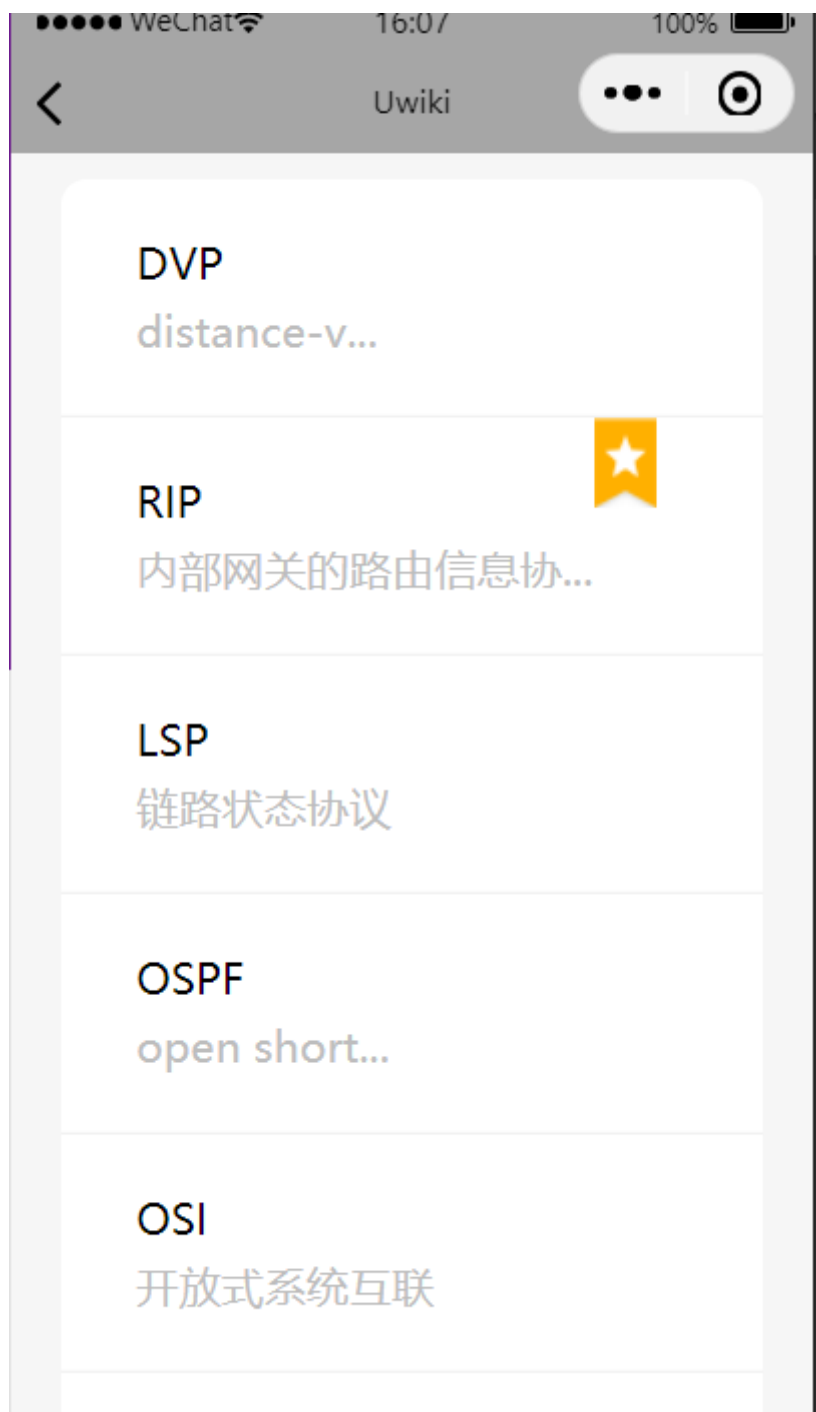 WeChat 16:07 100%
Uwiki
DVP
distance-v...
RIP
内部网关的路由信息协...
LSP
链路状态协议
OSPF
open short...
OSI
开放式系统互联